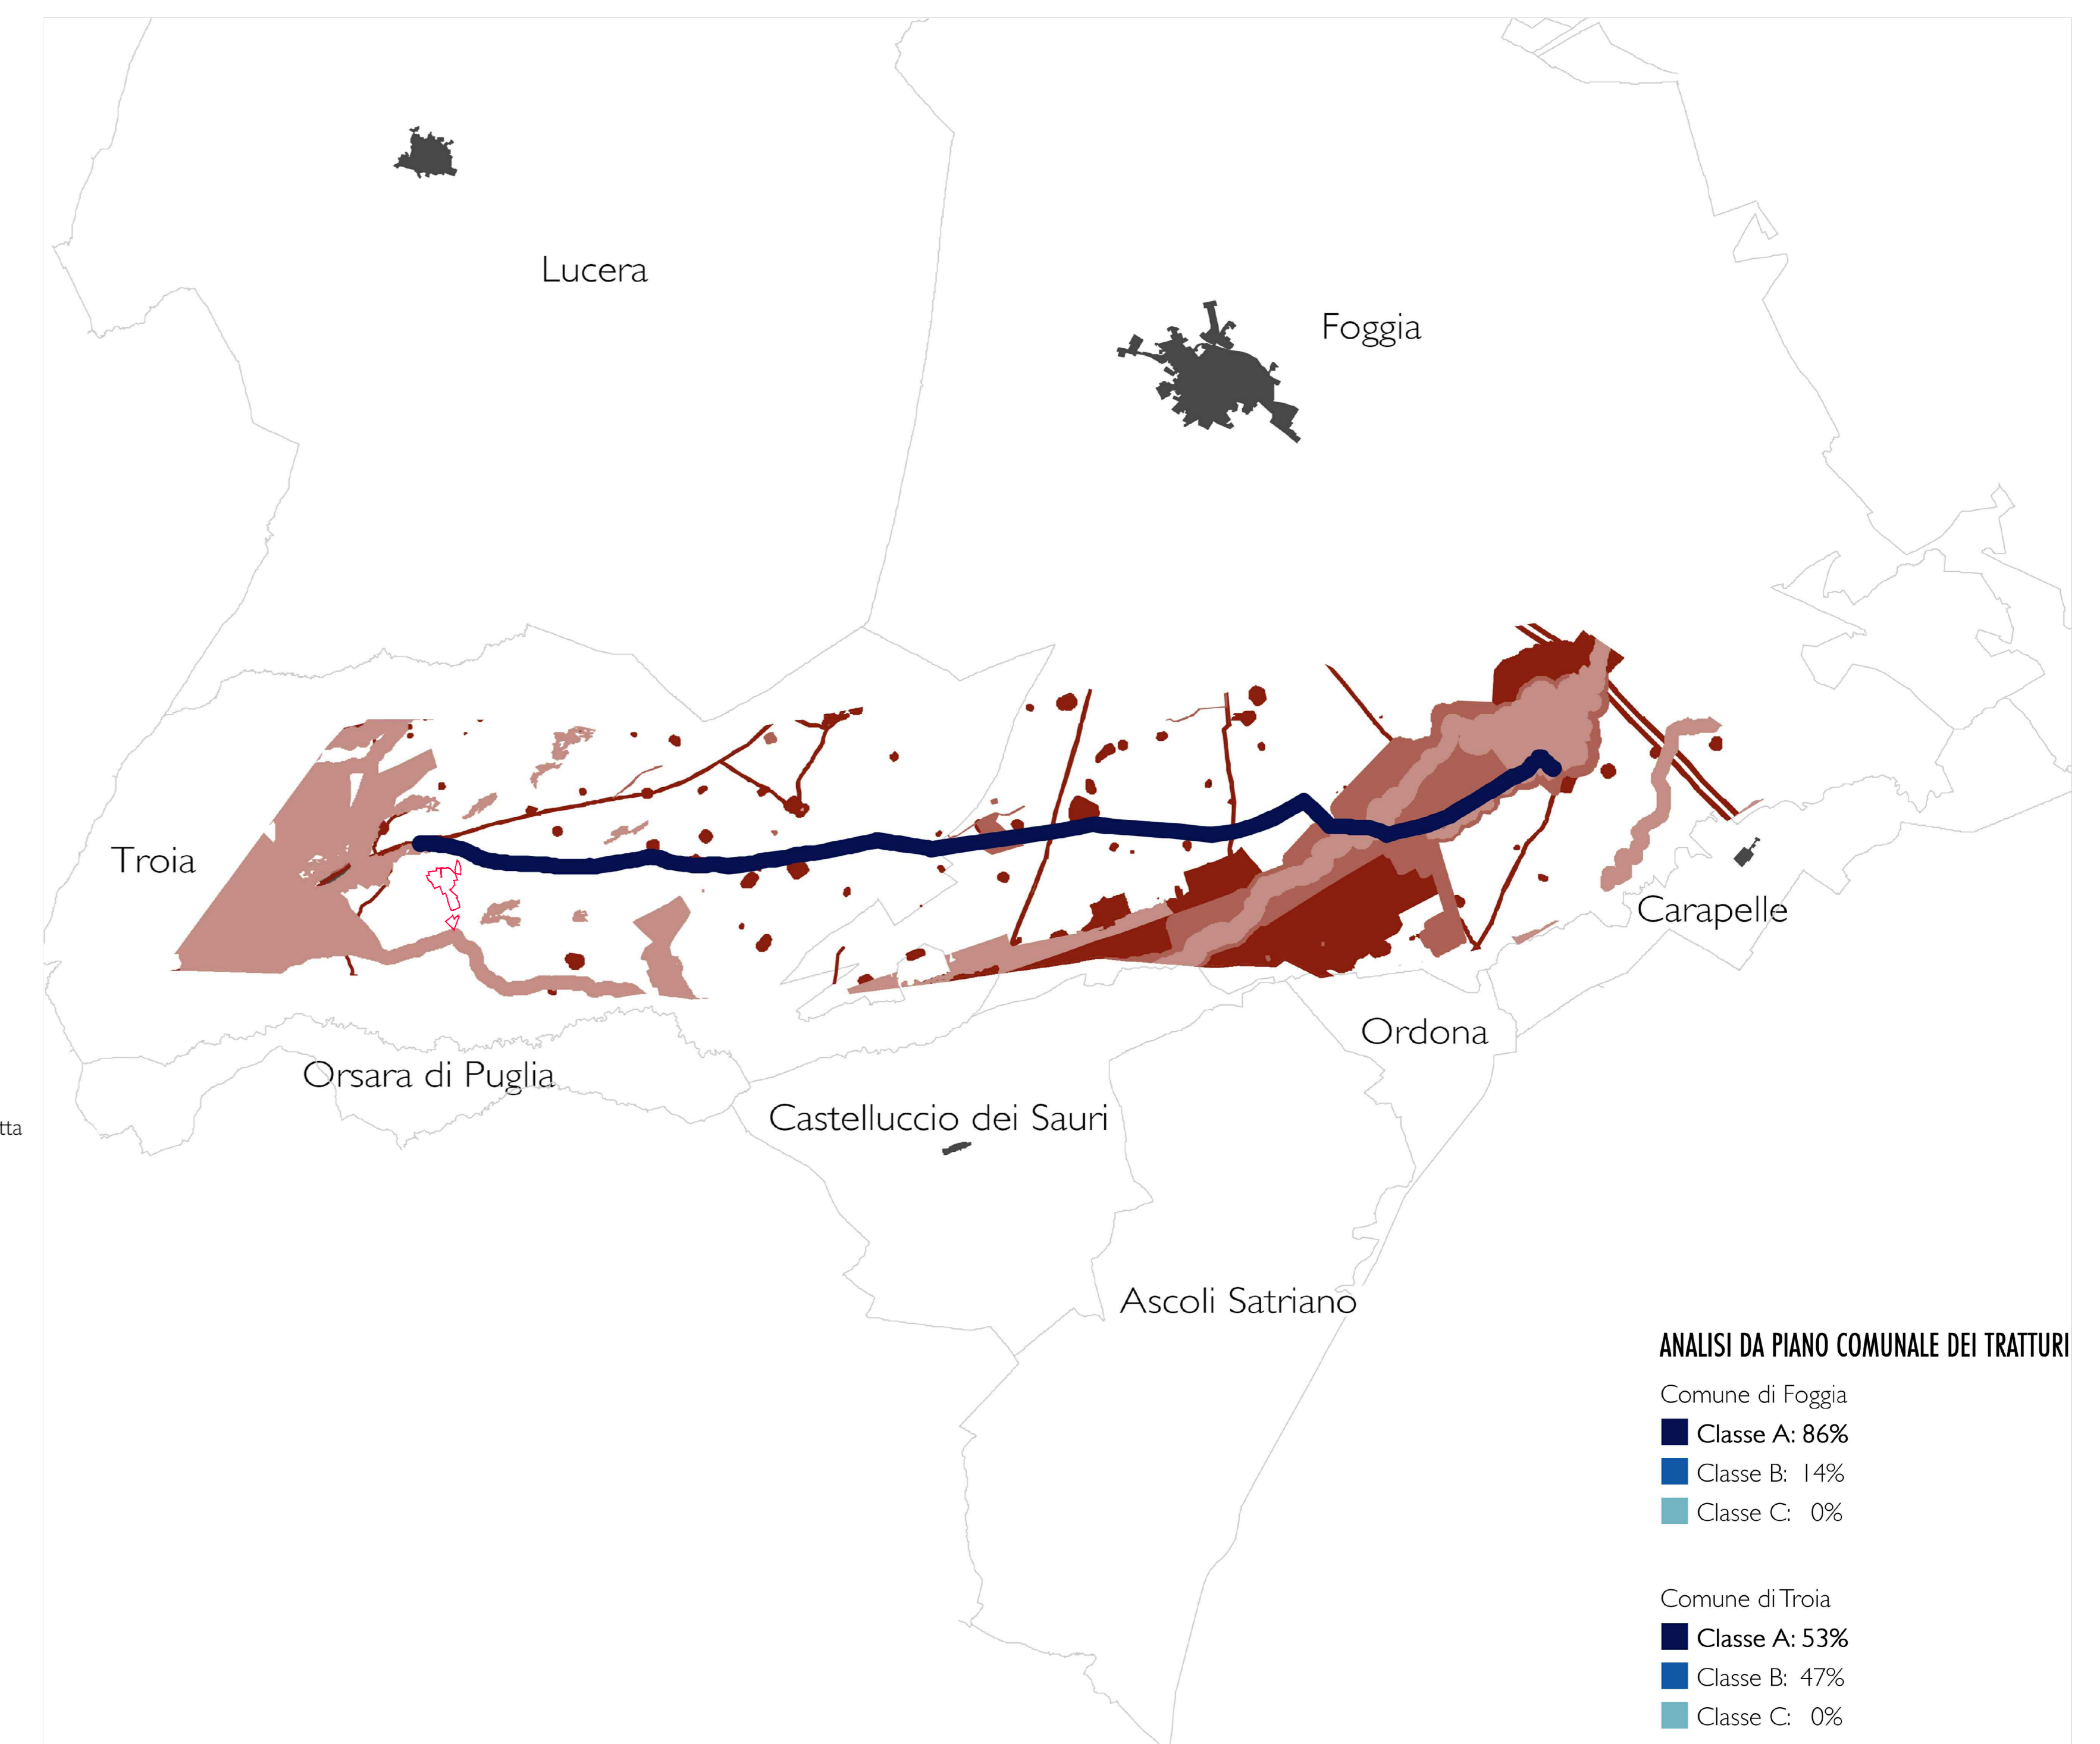 Lucera
Foggia
Troia
Carapelle
Ordona
Orsara di Puglia
Castelluccio dei Sauri
tta
Ascoli Satriano
ANALISI DA PIANO COMUNALE DEI TRATTURI
Comune di Foggia
Classe A: 86%
Classe B: 14%
Classe C: 0%
Comune di Troia
Classe A: 53%
Classe B: 47%
Classe C: 0%